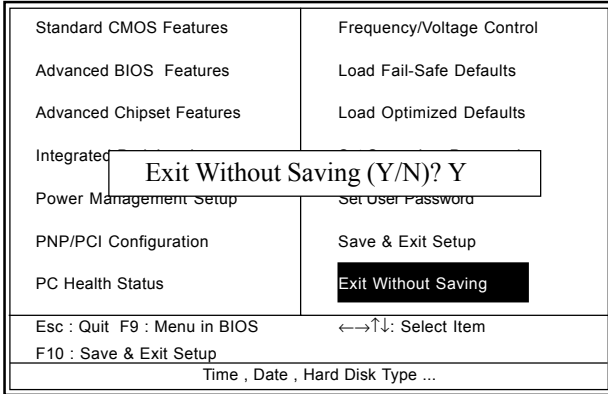 Standard CMOS Features
Frequency/Voltage Control
Advanced BIOS  Features
Load Fail-Safe Defaults
Advanced Chipset Features
Load Optimized Defaults
Integrated
Exit Without Saving (Y/N)? Y
Power Management Setup
Set User Password
PNP/PCI Configuration
Save & Exit Setup
PC Health Status
Exit Without Saving
Esc : Quit  F9 : Menu in BIOS
←→↑↓: Select Item
F10 : Save & Exit Setup
Time , Date , Hard Disk Type ...